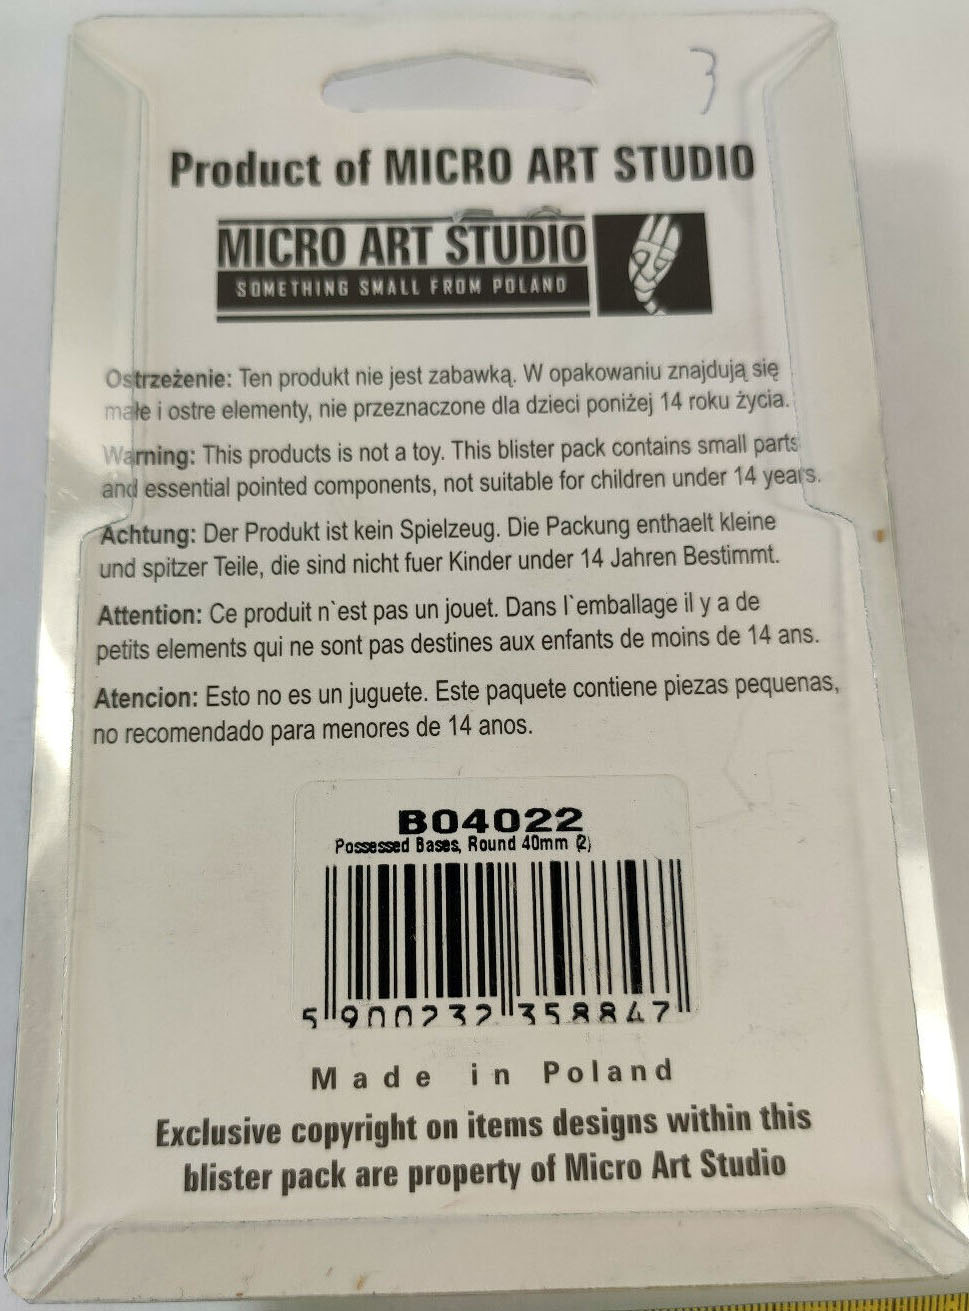 3
Product of MICRO ART STUDIO
MICRO ART STUDIO
SOMETHING SMALL FROM POLAND
Ostrzeżenie: Ten produkt nie jest zabawką. W opakowaniu znajdują się
małe i ostre elementy, nie przeznaczone dla dzieci poniżej 14 roku życia.
Warning: This products is not a toy. This blister pack contains small parts
and essential pointed components, not suitable for children under 14 years.
Achtung: Der Produkt ist kein Spielzeug. Die Packung enthaelt kleine
und spitzer Teile, die sind nicht fuer Kinder under 14 Jahren Bestimmt.
Attention: Ce produit n`est pas un jouet. Dans l`emballage il y a de
petits elements qui ne sont pas destines aux enfants de moins de 14 ans.
Atencion: Esto no es un juguete. Este paquete contiene piezas pequenas,
no recomendado para menores de 14 anos.
B04022
Possessed Bases, Round 40mm (2)
5 900232 358847
Made in Poland
Exclusive copyright on items designs within this
blister pack are property of Micro Art Studio